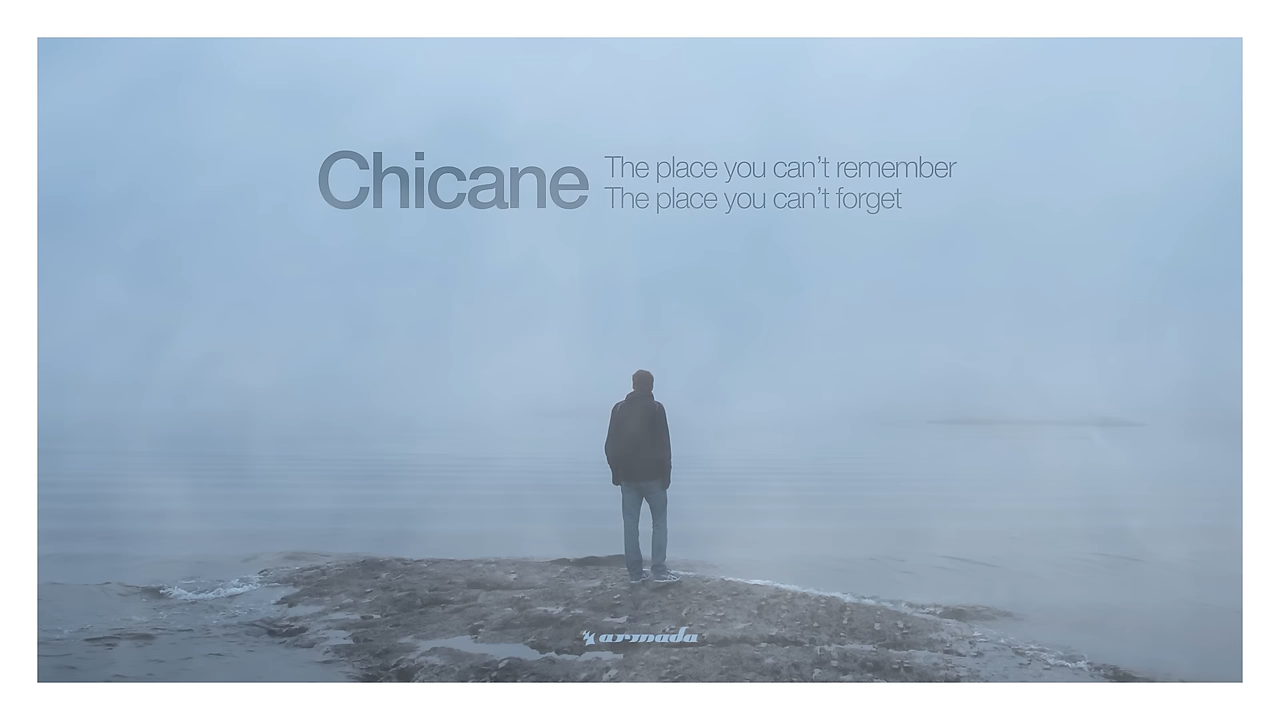 Chicane
The place you can’t remember
The place you can’t forget
armada